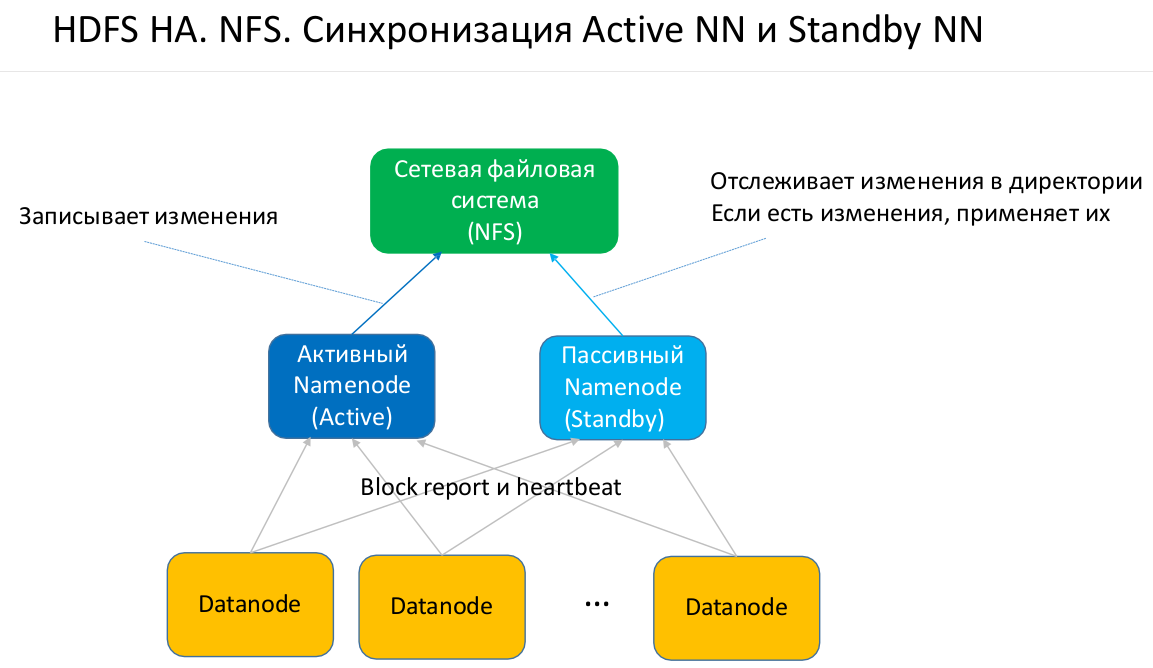 HDFS HA. NFS. Синхронизация Active NN и Standby NN
Сетевая файловая
система
(NFS)
Записывает изменения
Отслеживает изменения в директории
Если есть изменения, применяет их
Активный
Namenode
(Active)
Пассивный
Namenode
(Standby)
Block report и heartbeat
Datanode
Datanode
...
Datanode